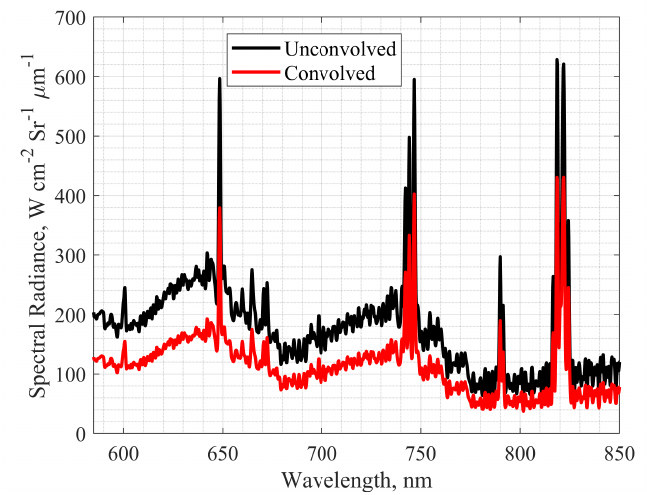 700
600
500
400
300
200
100
0
Spectral Radiance, W cm-2 Sr-1 μm-1
Unconvolved
Convolved
600 650 700 750 800 850
Wavelength, nm